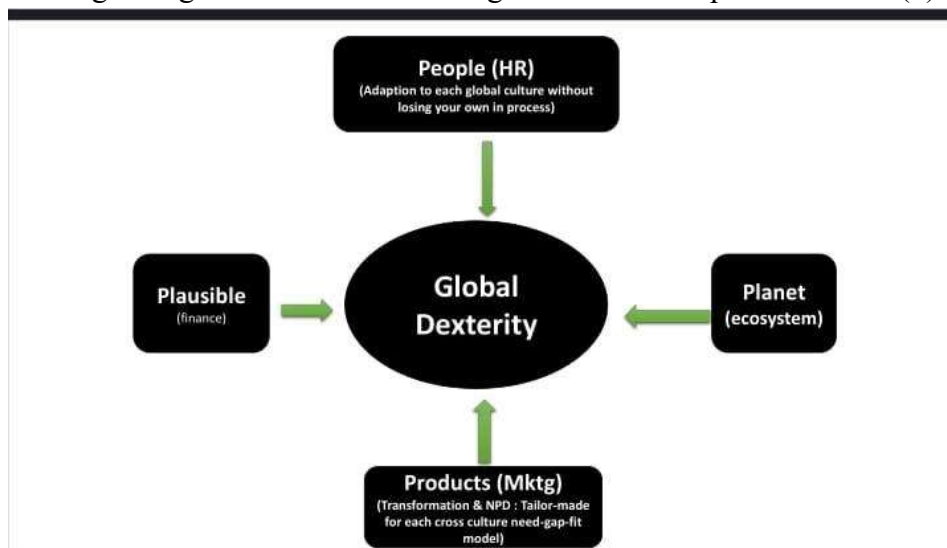 People (HR)
(Adaption to each global culture without
losing your own in process)
Plausible
(finance)
Global
Dexterity
Planet
(ecosystem)
Products (Mktg)
(Transformation & NPD : Tailor-made
for each cross culture need-gap-fit
model)